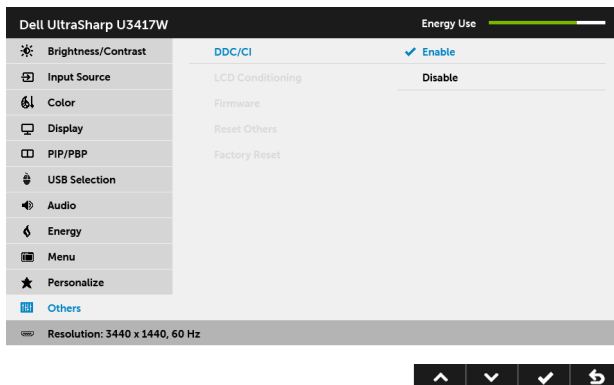 Dell UltraSharp U3417W Energy Use
Brightness/Contrast DDC/CI Enable
Input Source LCD Conditioning Disable
Color Firmware
Display Reset Others
PIP/PBP Factory Reset
USB Selection
Audio
Energy
Menu
Personalize
Others
Resolution: 3440 x 1440, 60 Hz